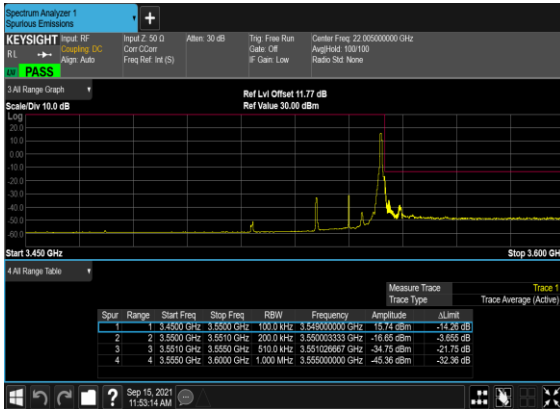 Spectrum Analyzer 1
Spurious Emissions
+
KEYSIGHT Input: RF Input Z: 50 Ω Atten: 30 dB Trig: Free Run Center Freq: 22.005000000 GHz
RL Coupling: DC Corr CCorr Gate: Off Avg|Hold: 100/100
Align: Auto Freq Ref: Int (S) IF Gain: Low Radio Std: None
PASS
3 All Range Graph
Ref Lvl Offset 11.77 dB
Scale/Div 10.0 dB Ref Value 30.00 dBm
Log
20.0
10.0
0.00
-10.0
-20.0
-30.0
-40.0
-50.0
-60.0
Start 3.450 GHz Stop 3.600 GH
4 All Range Table
Measure Trace Trace 1
Trace Type Trace Average (Active)
Spur Range Start Freq Stop Freq RBW Frequency Amplitude ΔLimit
1 1 3.4500 GHz 3.5500 GHz 100.0 kHz 3.549000000 GHz 15.74 dBm -14.26 dB
2 2 3.5500 GHz 3.5510 GHz 200.0 kHz 3.550003333 GHz -16.65 dBm -3.655 dB
3 3 3.5510 GHz 3.5550 GHz 510.0 kHz 3.551026667 GHz -34.75 dBm -21.75 dB
4 4 3.5550 GHz 3.6000 GHz 1.000 MHz 3.555000000 GHz -45.36 dBm -32.36 dB
? Sep 15, 2021
11:53:14 AM